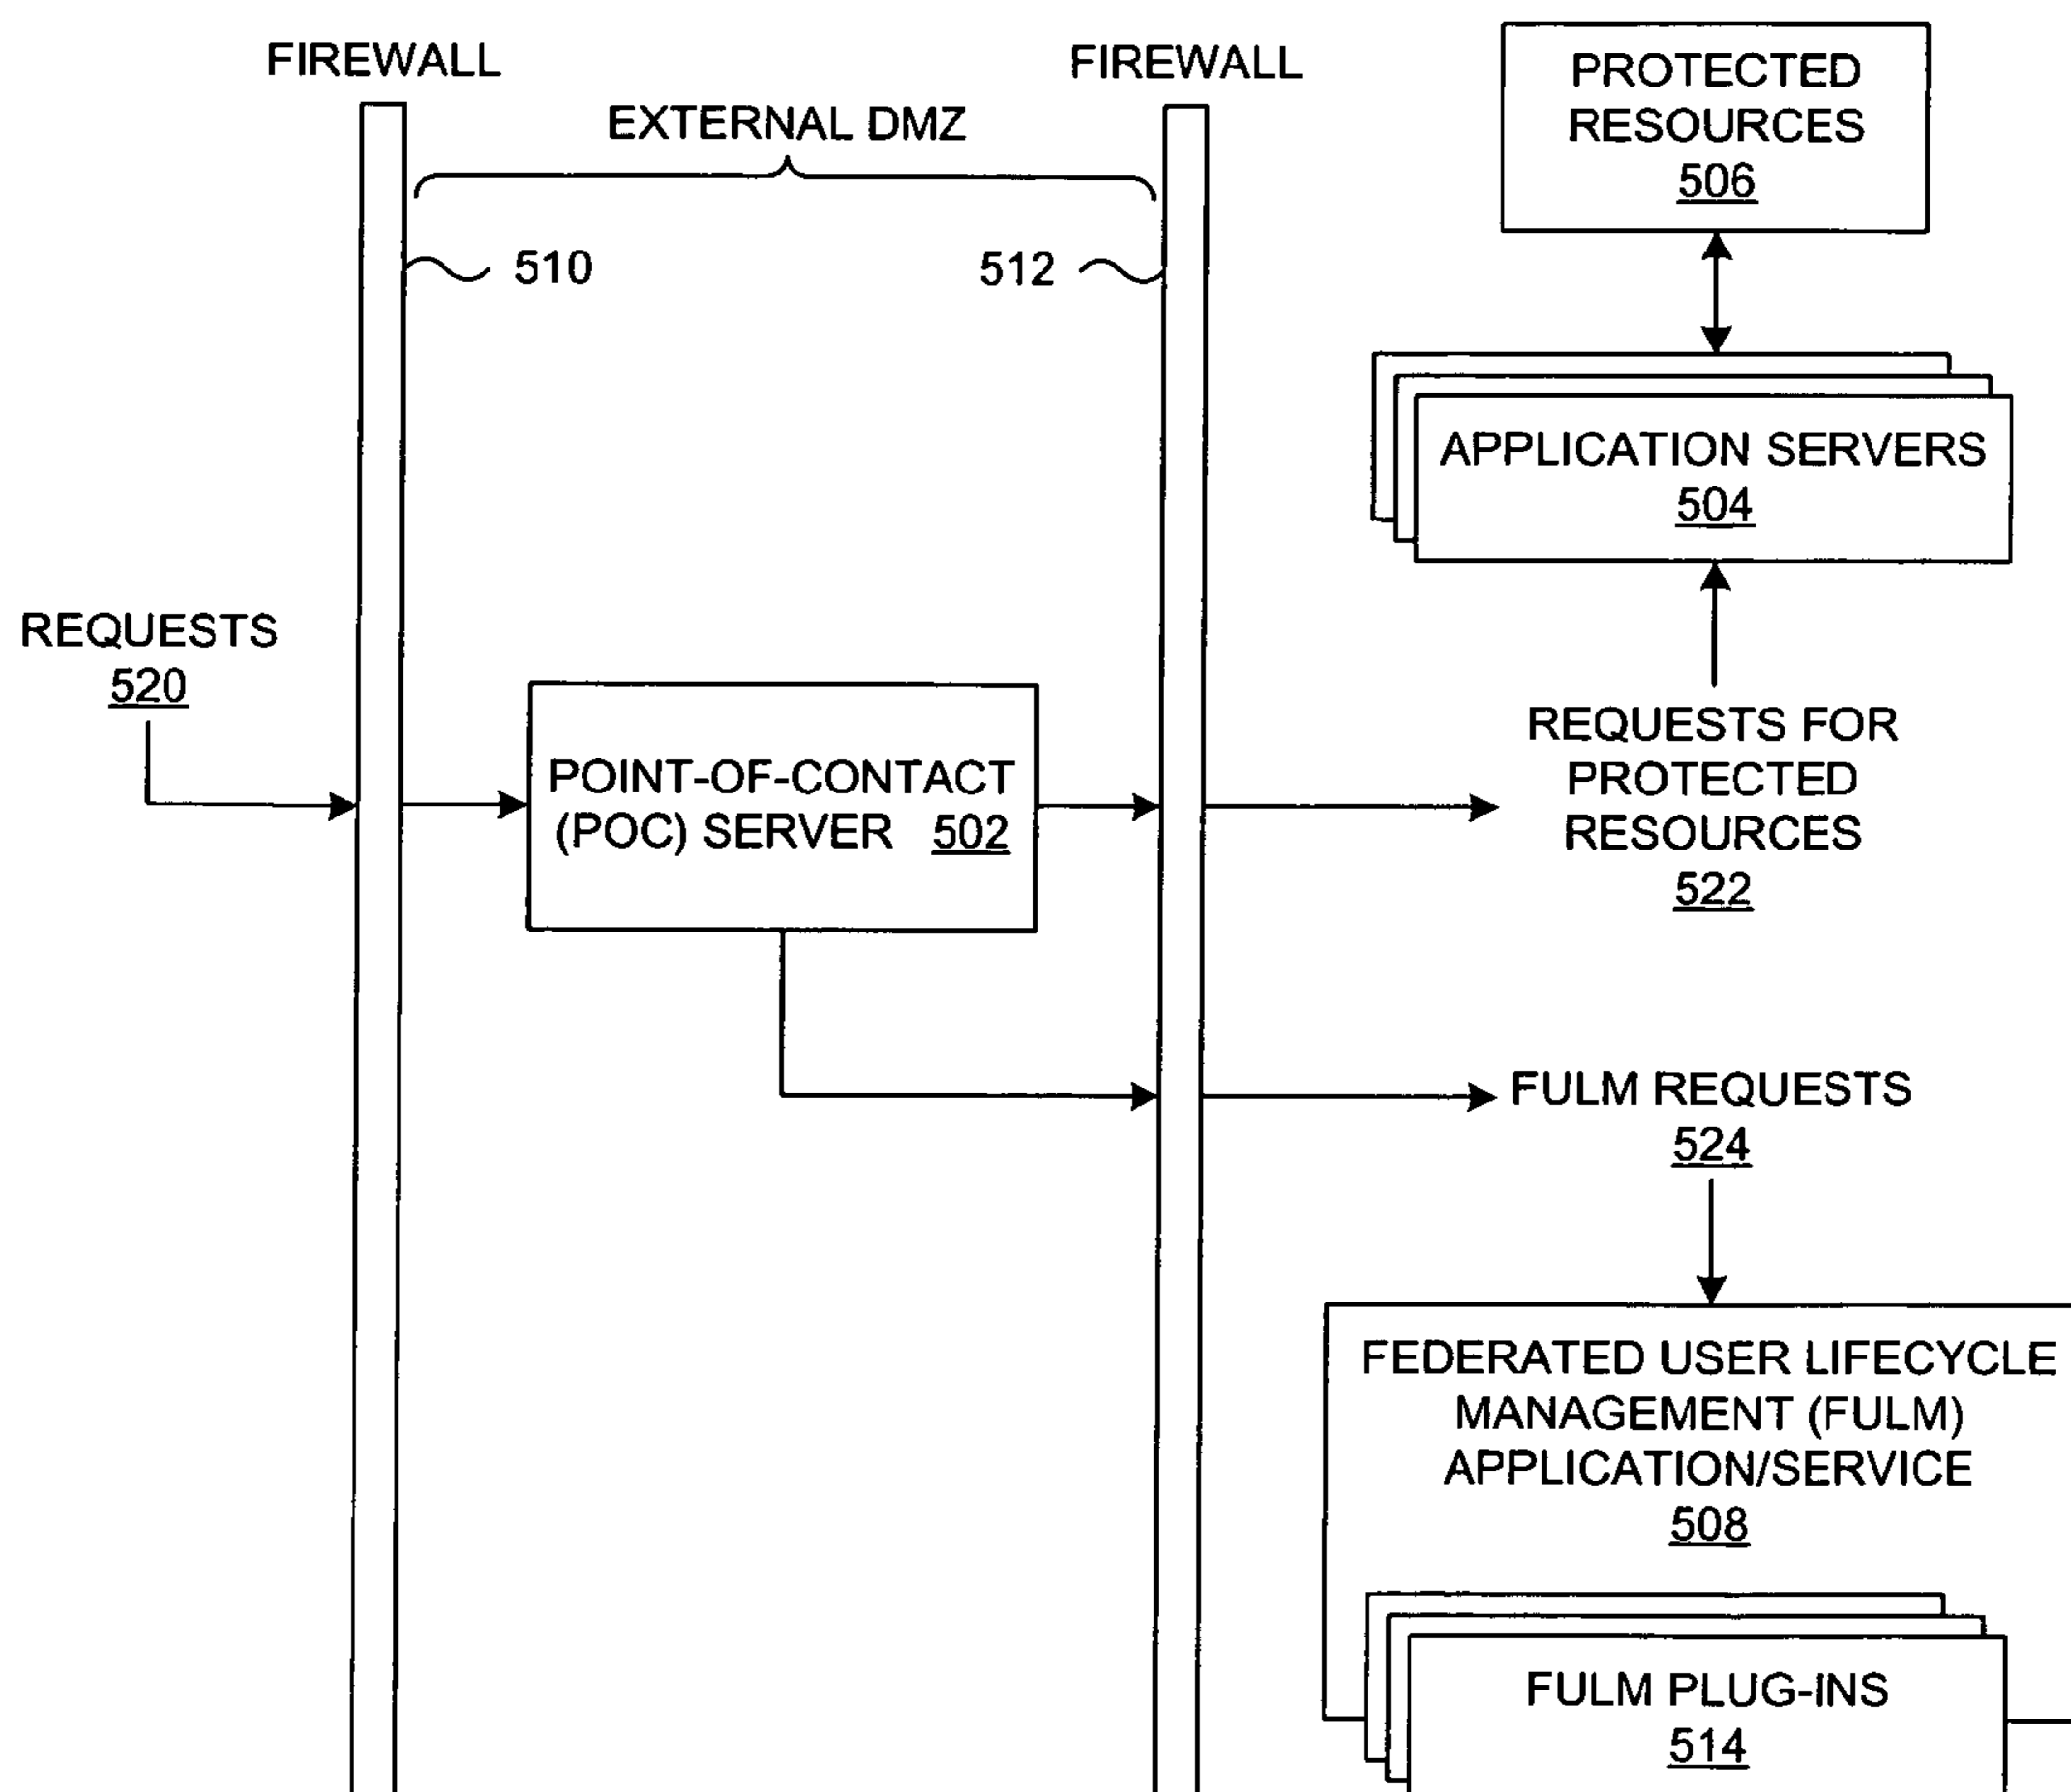 FIREWALL
EXTERNAL DMZ
FIREWALL
510
512
PROTECTED
RESOURCES
506
APPLICATION SERVERS
504
REQUESTS
520
POINT-OF-CONTACT
(POC) SERVER 502
REQUESTS FOR
PROTECTED
RESOURCES
522
FULM REQUESTS
524
FEDERATED USER LIFECYCLE
MANAGEMENT (FULM)
APPLICATION/SERVICE
508
FULM PLUG-INS
514